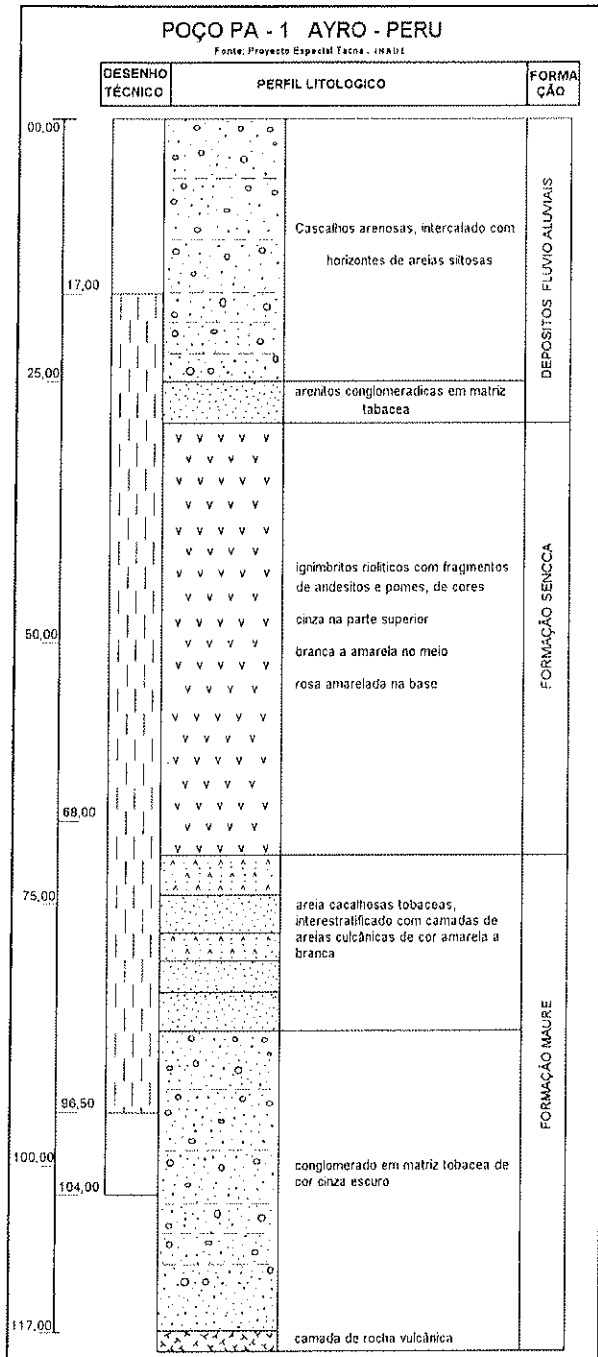 POÇO PA - 1 AYRO - PERU
Fonte: Proyecto Especial Tacna - INADE
DESENHO
TÉCNICO
PERFIL LITOLOGICO
FORMA
ÇÃO
00,00
17,00
25,00
50,00
68,00
75,00
96,50
100,00
104,00
117,00
Cascalhos arenosas, intercalado com
horizontes de areias siltosas
arenitos conglomeradicas em matriz
tabacea
ignimbritos rioliticos com fragmentos
de andesitos e pomes, de cores
cinza na parte superior
branca a amarela no meio
rosa amarelada na base
areia cacalhosas tobaceas,
interestratificado com camadas de
areias culcânicas de cor amarela a
branca
conglomerado em matriz tobacea de
cor cinza escuro
camada de rocha vulcânica
DEPOSITOS FLUVIO ALUVIAIS
FORMAÇÃO SENCCA
FORMAÇÃO MAURE